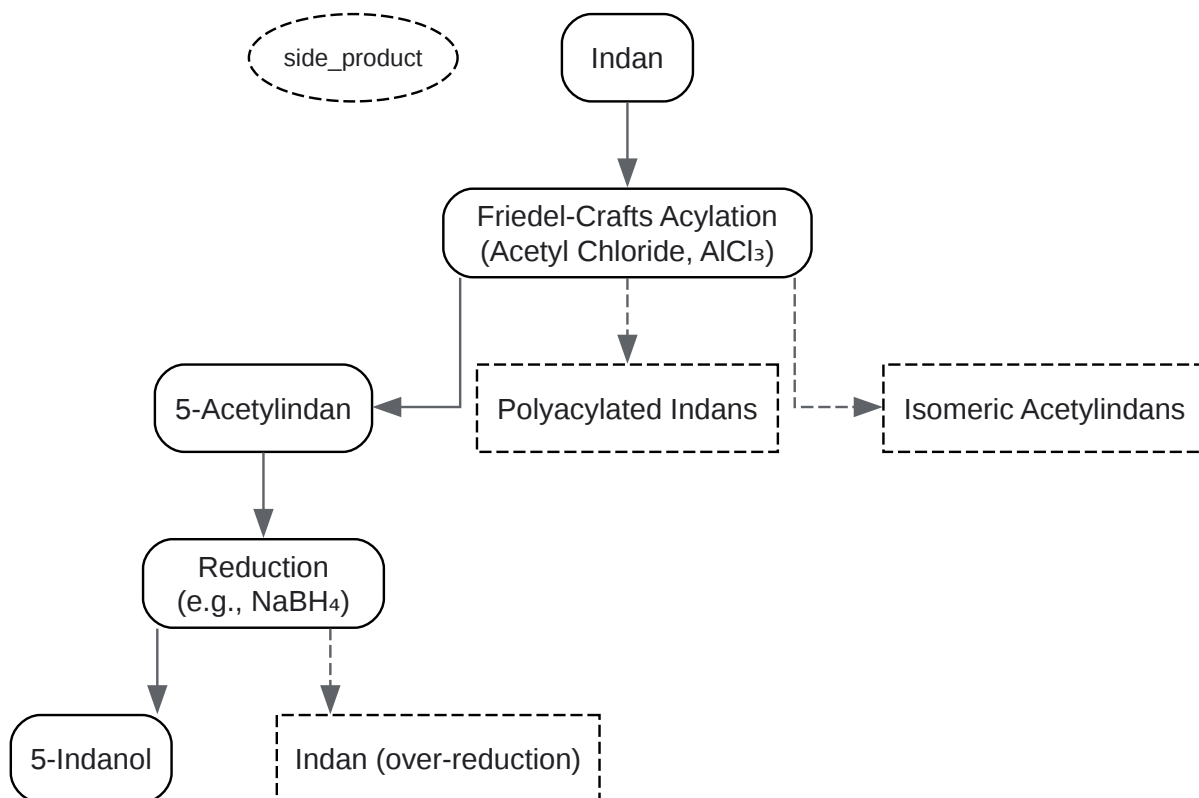 side_product
Indan
Friedel-Crafts Acylation
(Acetyl Chloride, AlCl₃)
5-Acetylindan
Polyacylated Indans
Isomeric Acetylindans
Reduction
(e.g., NaBH₄)
5-Indanol
Indan (over-reduction)